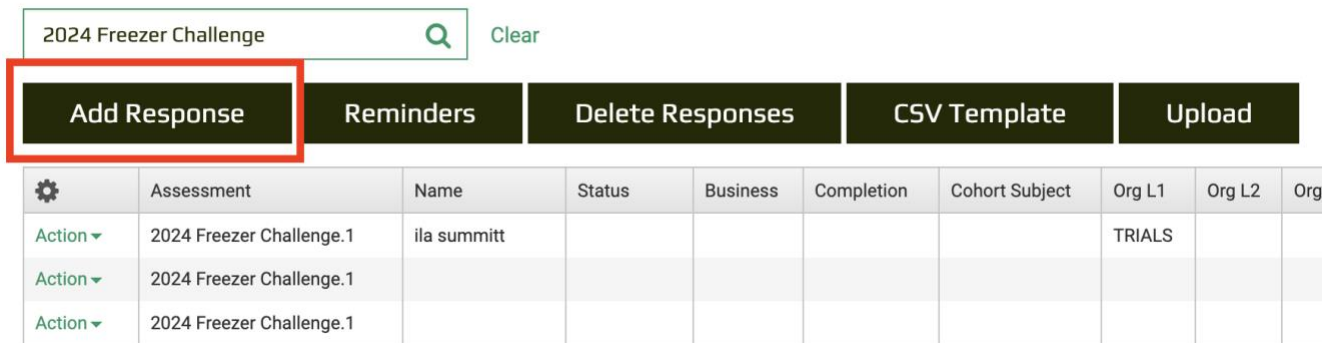 2024 Freezer Challenge Clear
Add Response Reminders Delete Responses CSV Template Upload
Assessment Name Status Business Completion Cohort Subject Org L1 Org L2 Org
Action 2024 Freezer Challenge.1 ila summitt TRIALS
Action 2024 Freezer Challenge.1
Action 2024 Freezer Challenge.1